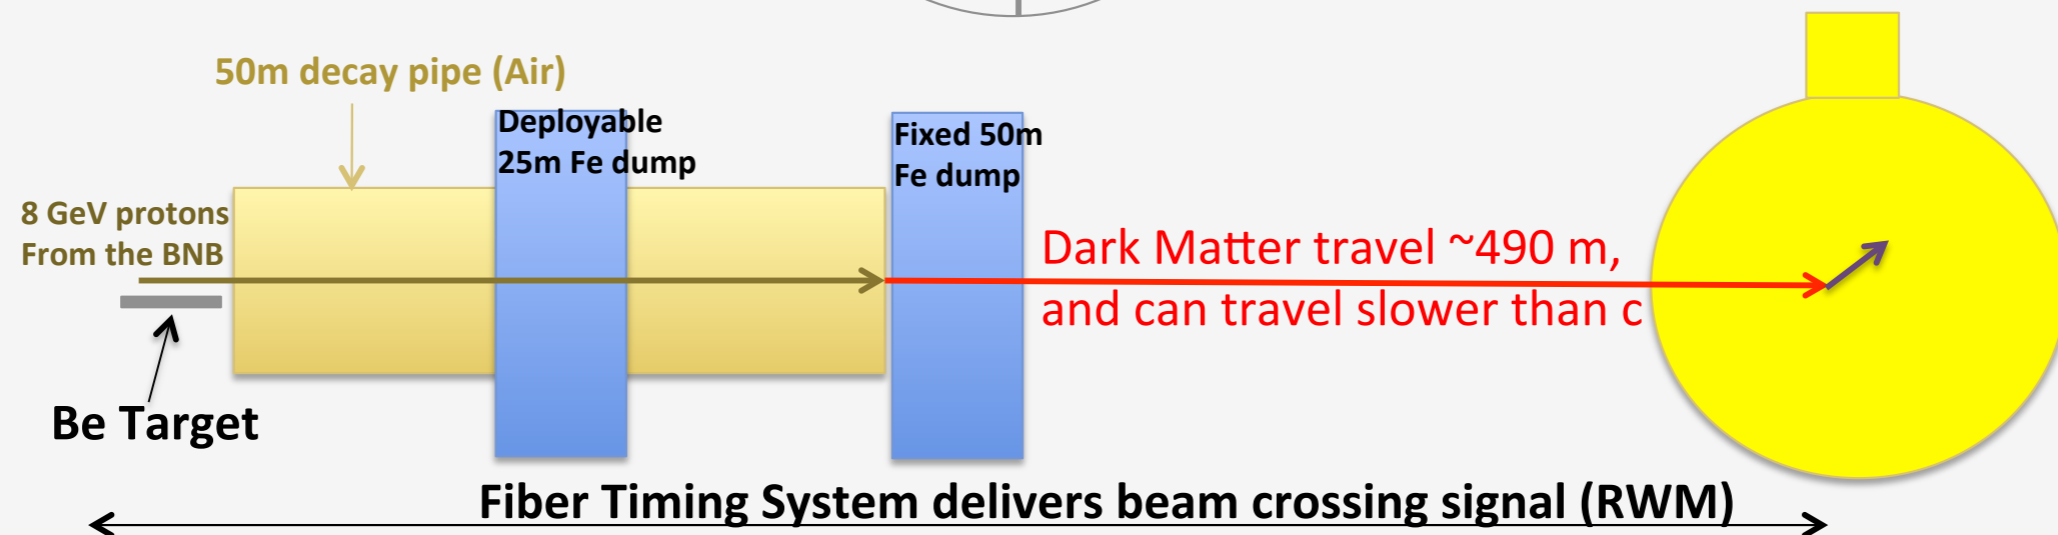 50m decay pipe (Air)
Deployable
25m Fe dump
Fixed 50m
Fe dump
8 GeV protons
From the BNB
Dark Matter travel ~490 m,
and can travel slower than c
Be Target
Fiber Timing System delivers beam crossing signal (RWM)